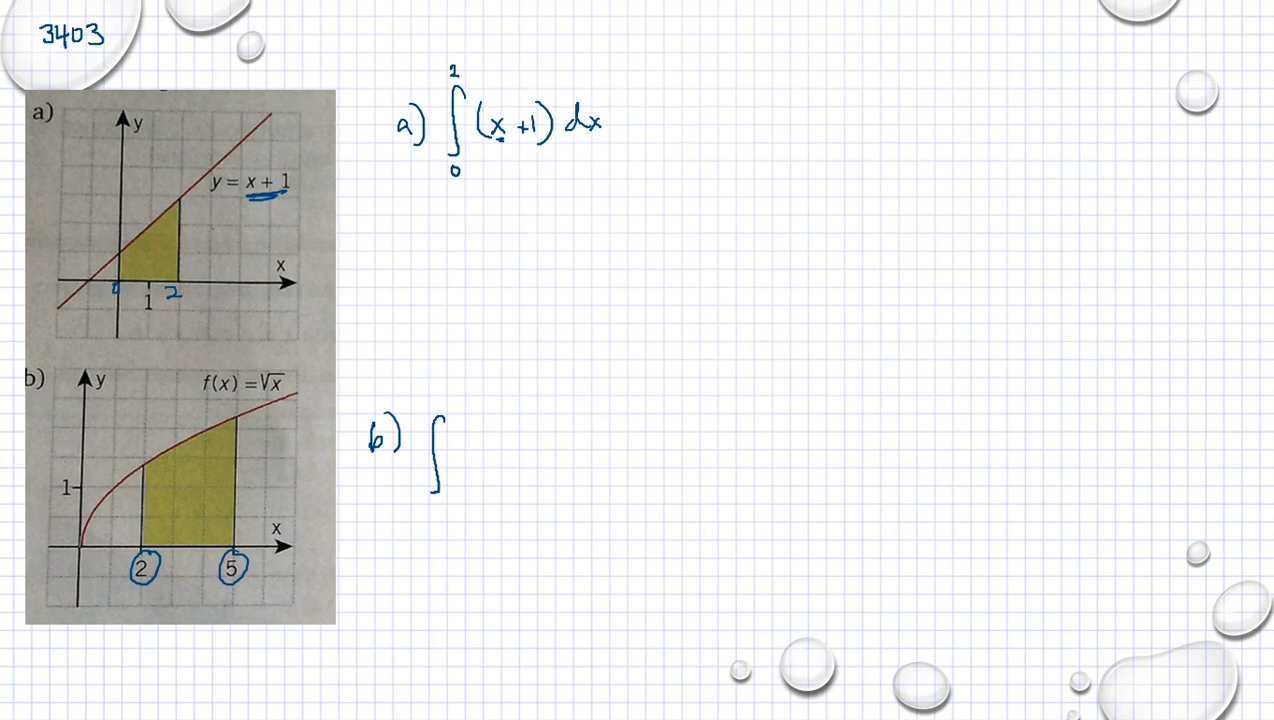 3403
a)
y
y = x + 1
x
0 1 2
a) ∫₀² (x+1) dx
b)
y
f(x) = √x
1
x
2 5
b) ∫